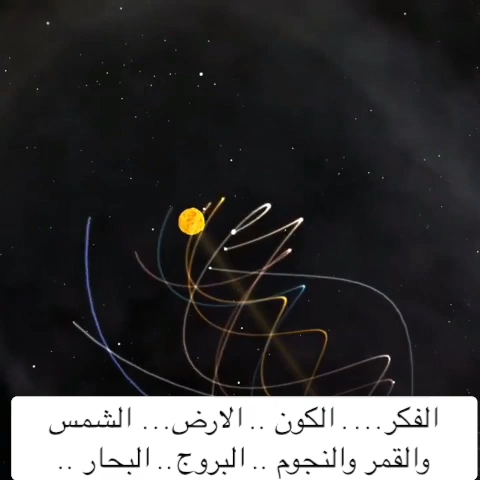 الفكر.... الكون .. الارض... الشمس
والقمر والنجوم .. البروج.. البحار ..